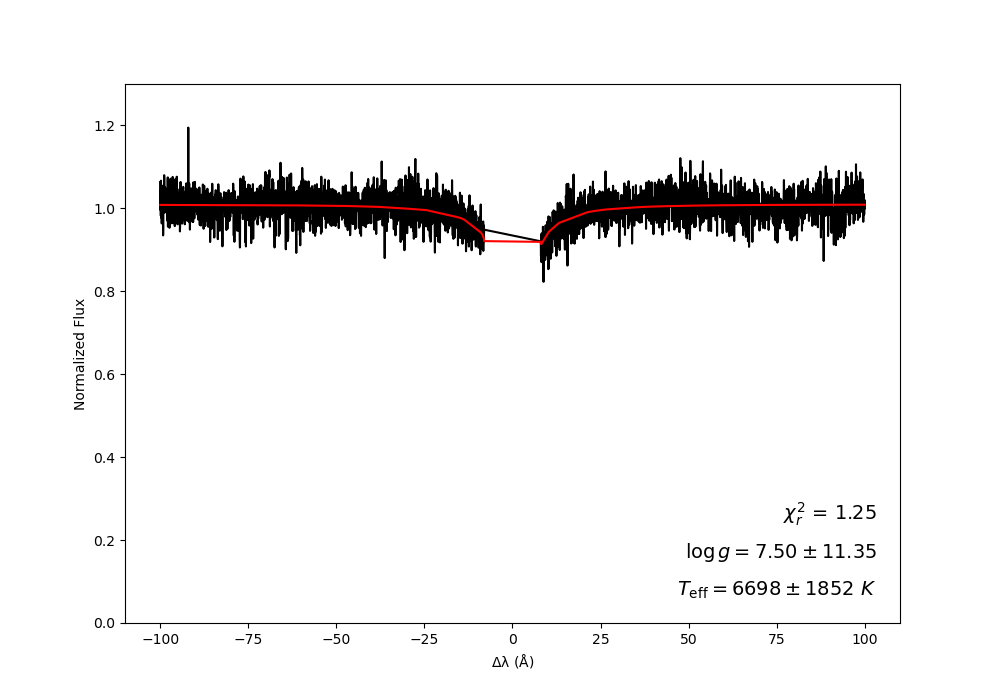 1.2
1.0
0.8
0.6
0.4
0.2
0.0
Normalized Flux
χ²ᵣ = 1.25
log g = 7.50 ± 11.35
T_eff = 6698 ± 1852 K
−100 −75 −50 −25 0 25 50 75 100
Δλ (Å)